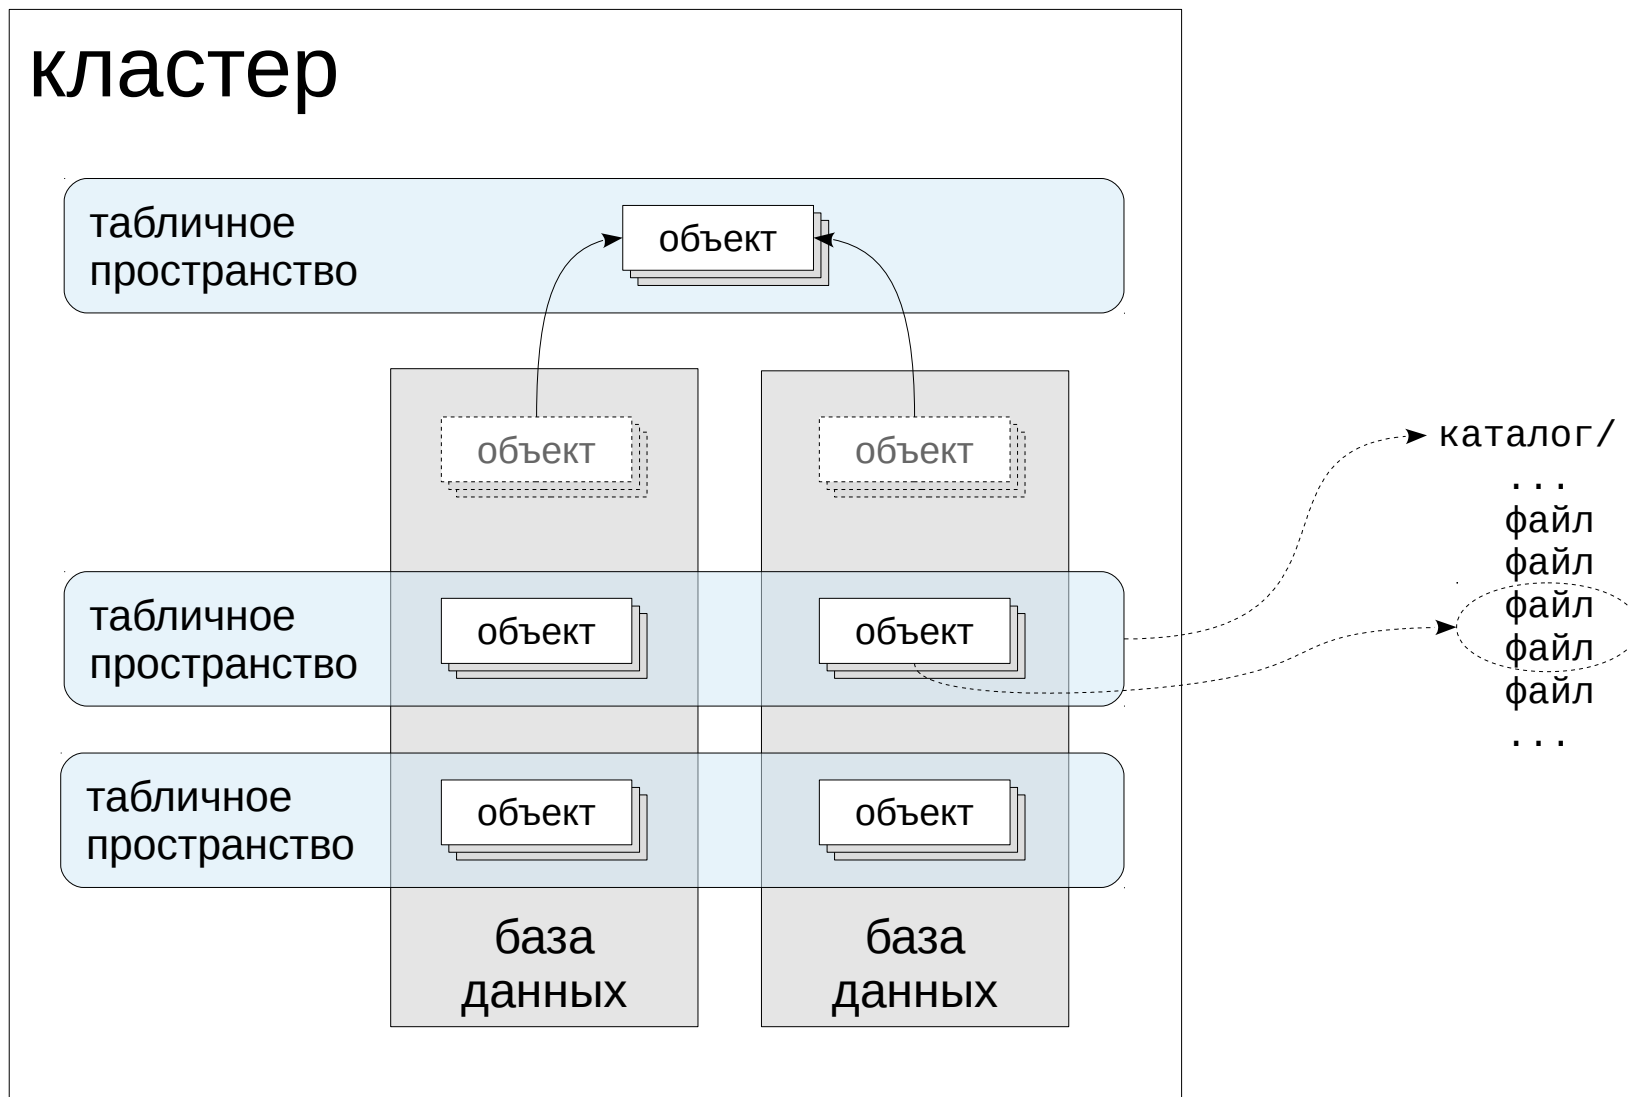 кластер
табличное
пространство
объект
объект
объект
каталог/
...
файл
файл
файл
файл
файл
...
табличное
пространство
объект
объект
табличное
пространство
объект
объект
база
данных
база
данных